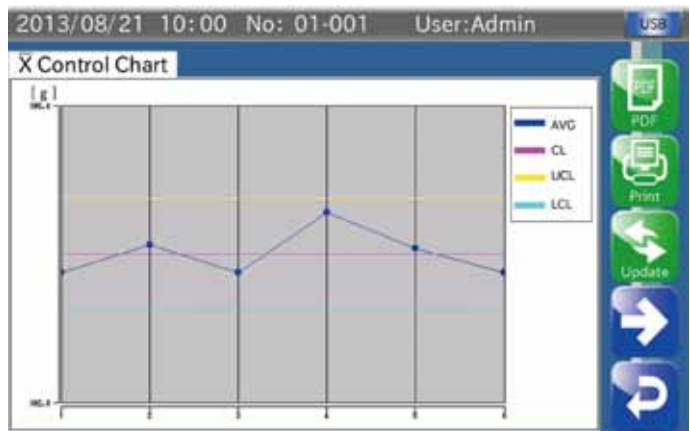 2013/08/21 10:00 No: 01-001 User:Admin USB
X̅ Control Chart
[g]
AVG
CL
UCL
LCL
1 2 3 4 5 6
PDF
PDF
Print
Update